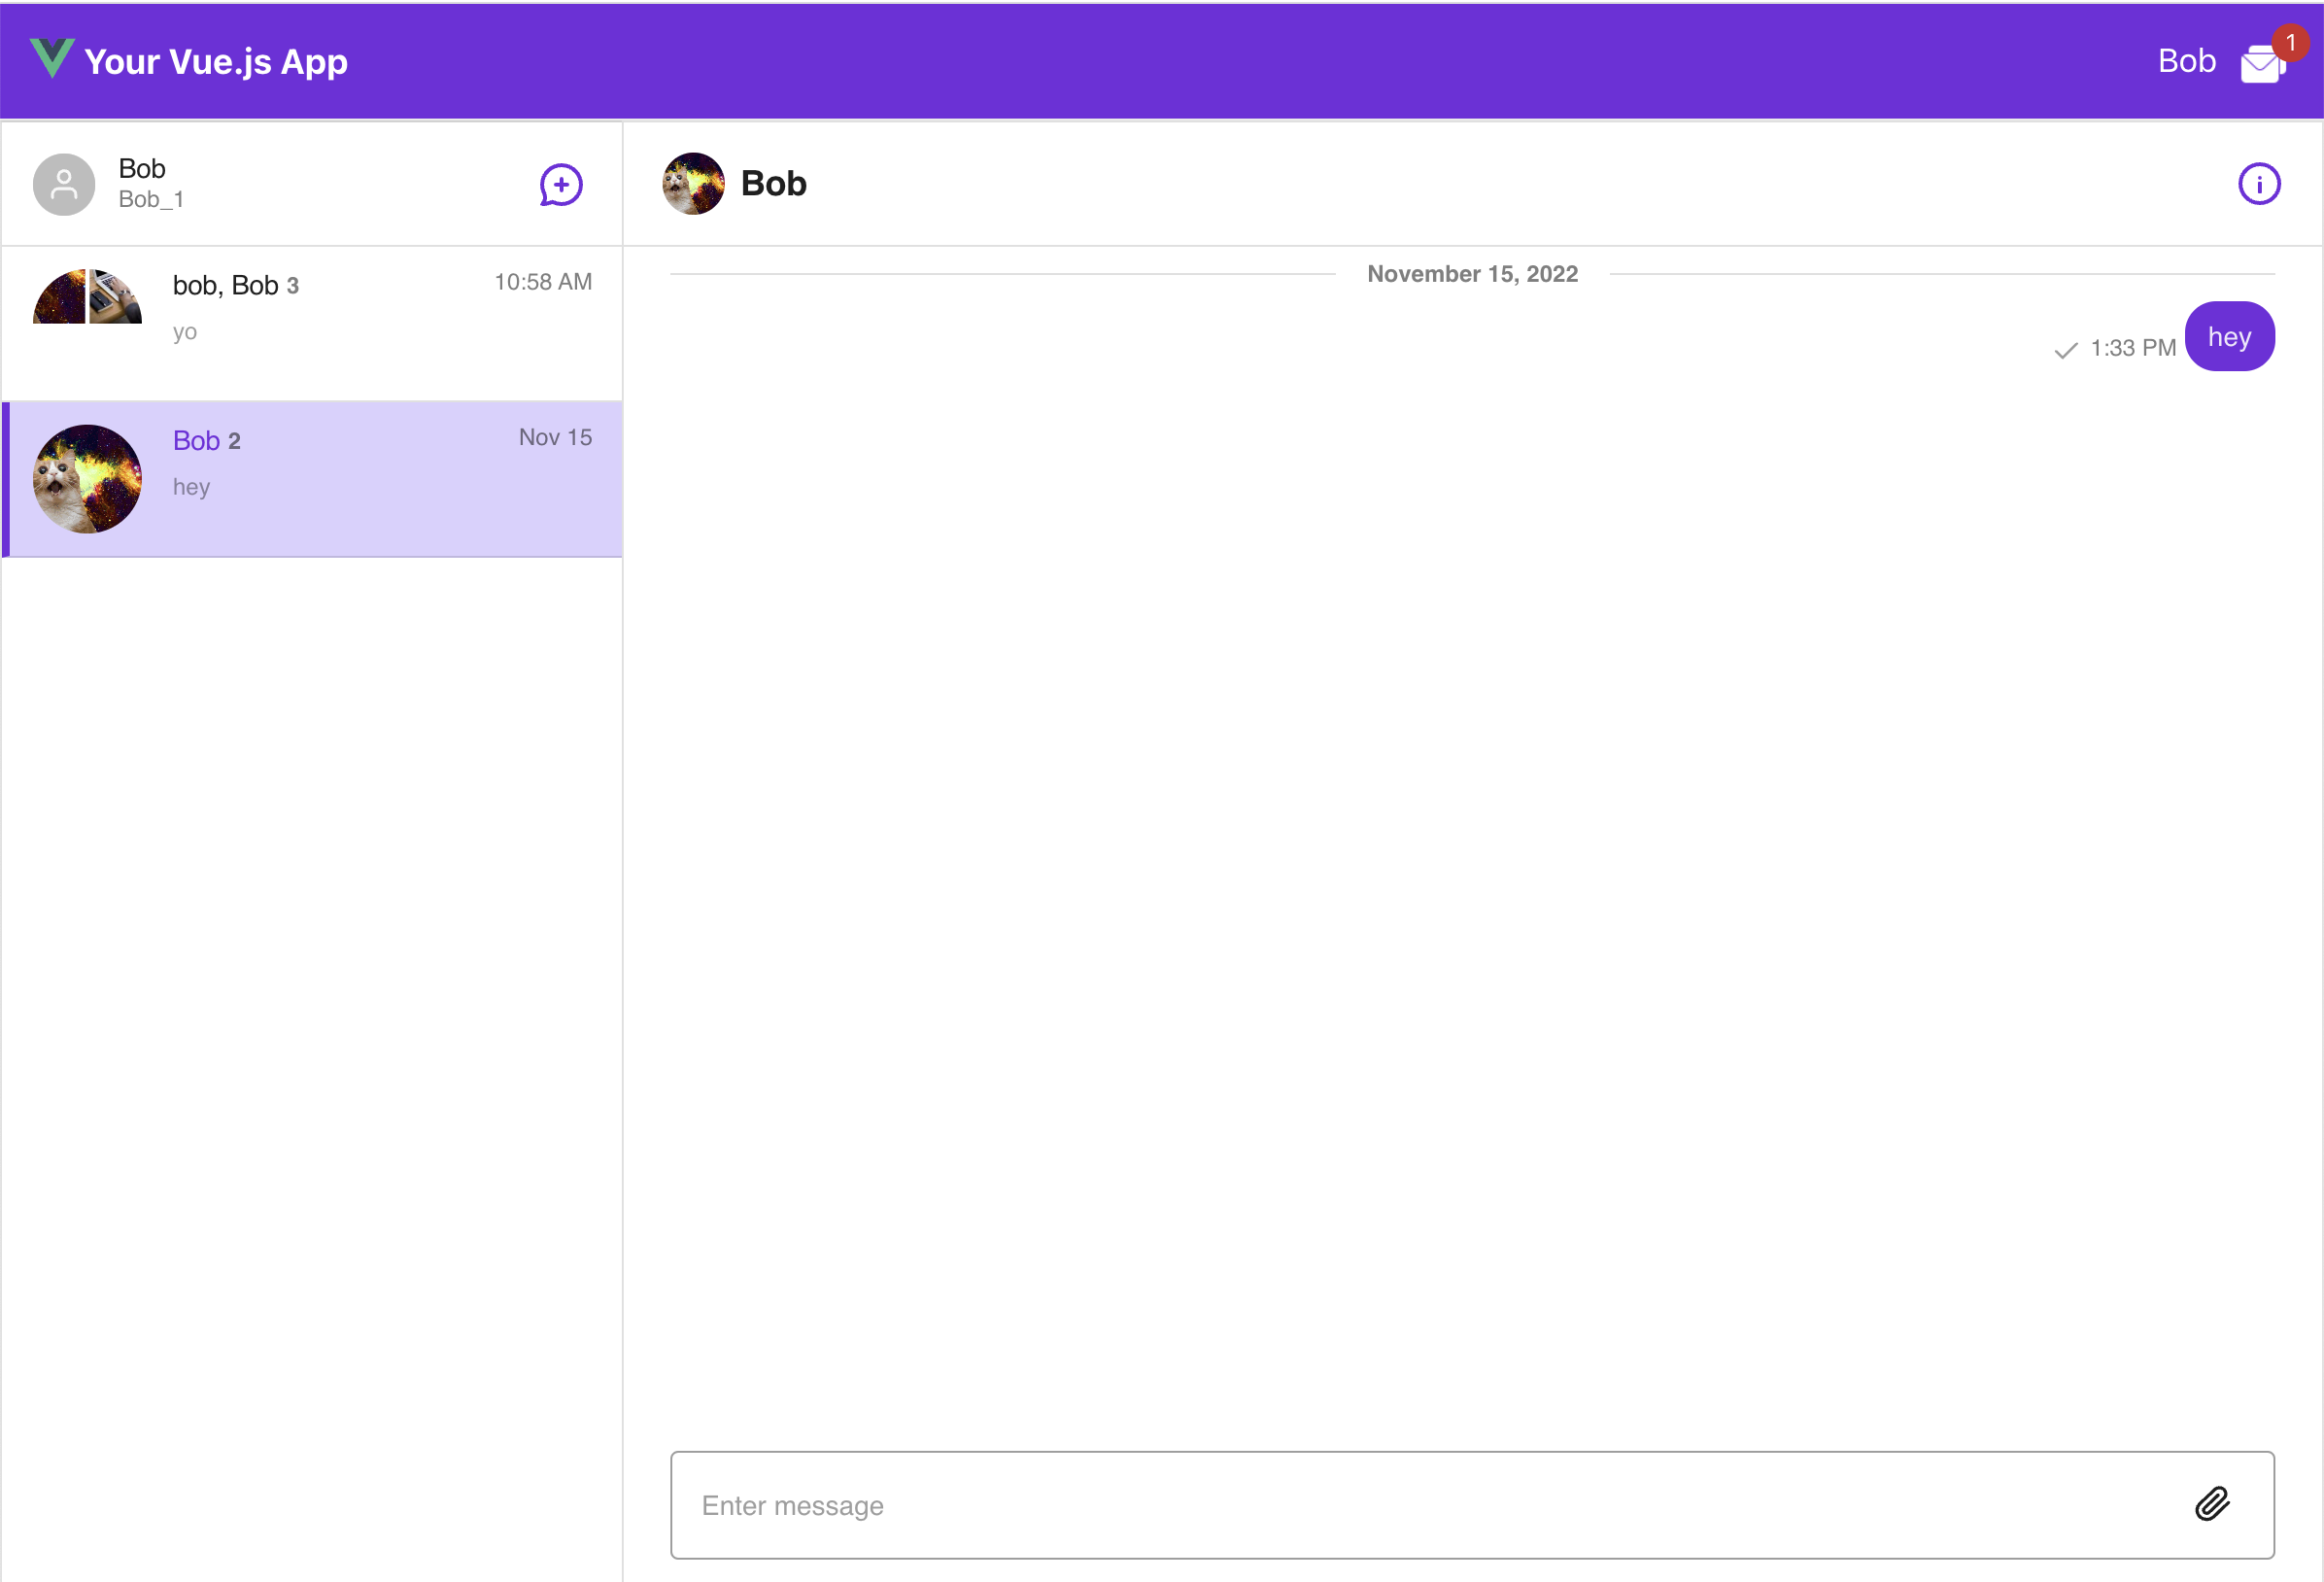 Your Vue.js App
Bob
1
Bob
Bob_1
bob, Bob 3
10:58 AM
yo
Bob 2
Nov 15
hey
Bob
November 15, 2022
1:33 PM
hey
Enter message